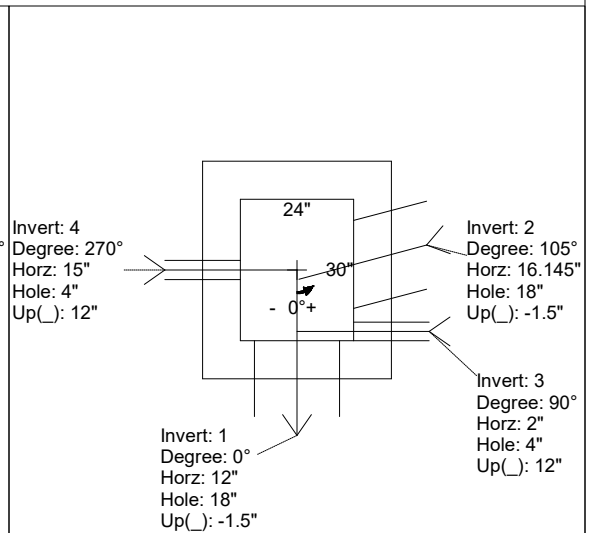 24"
30"
- 0°+
°
Invert: 4
Degree: 270°
Horz: 15"
Hole: 4"
Up(_): 12"
Invert: 2
Degree: 105°
Horz: 16.145"
Hole: 18"
Up(_): -1.5"
Invert: 3
Degree: 90°
Horz: 2"
Hole: 4"
Up(_): 12"
Invert: 1
Degree: 0°
Horz: 12"
Hole: 18"
Up(_): -1.5"